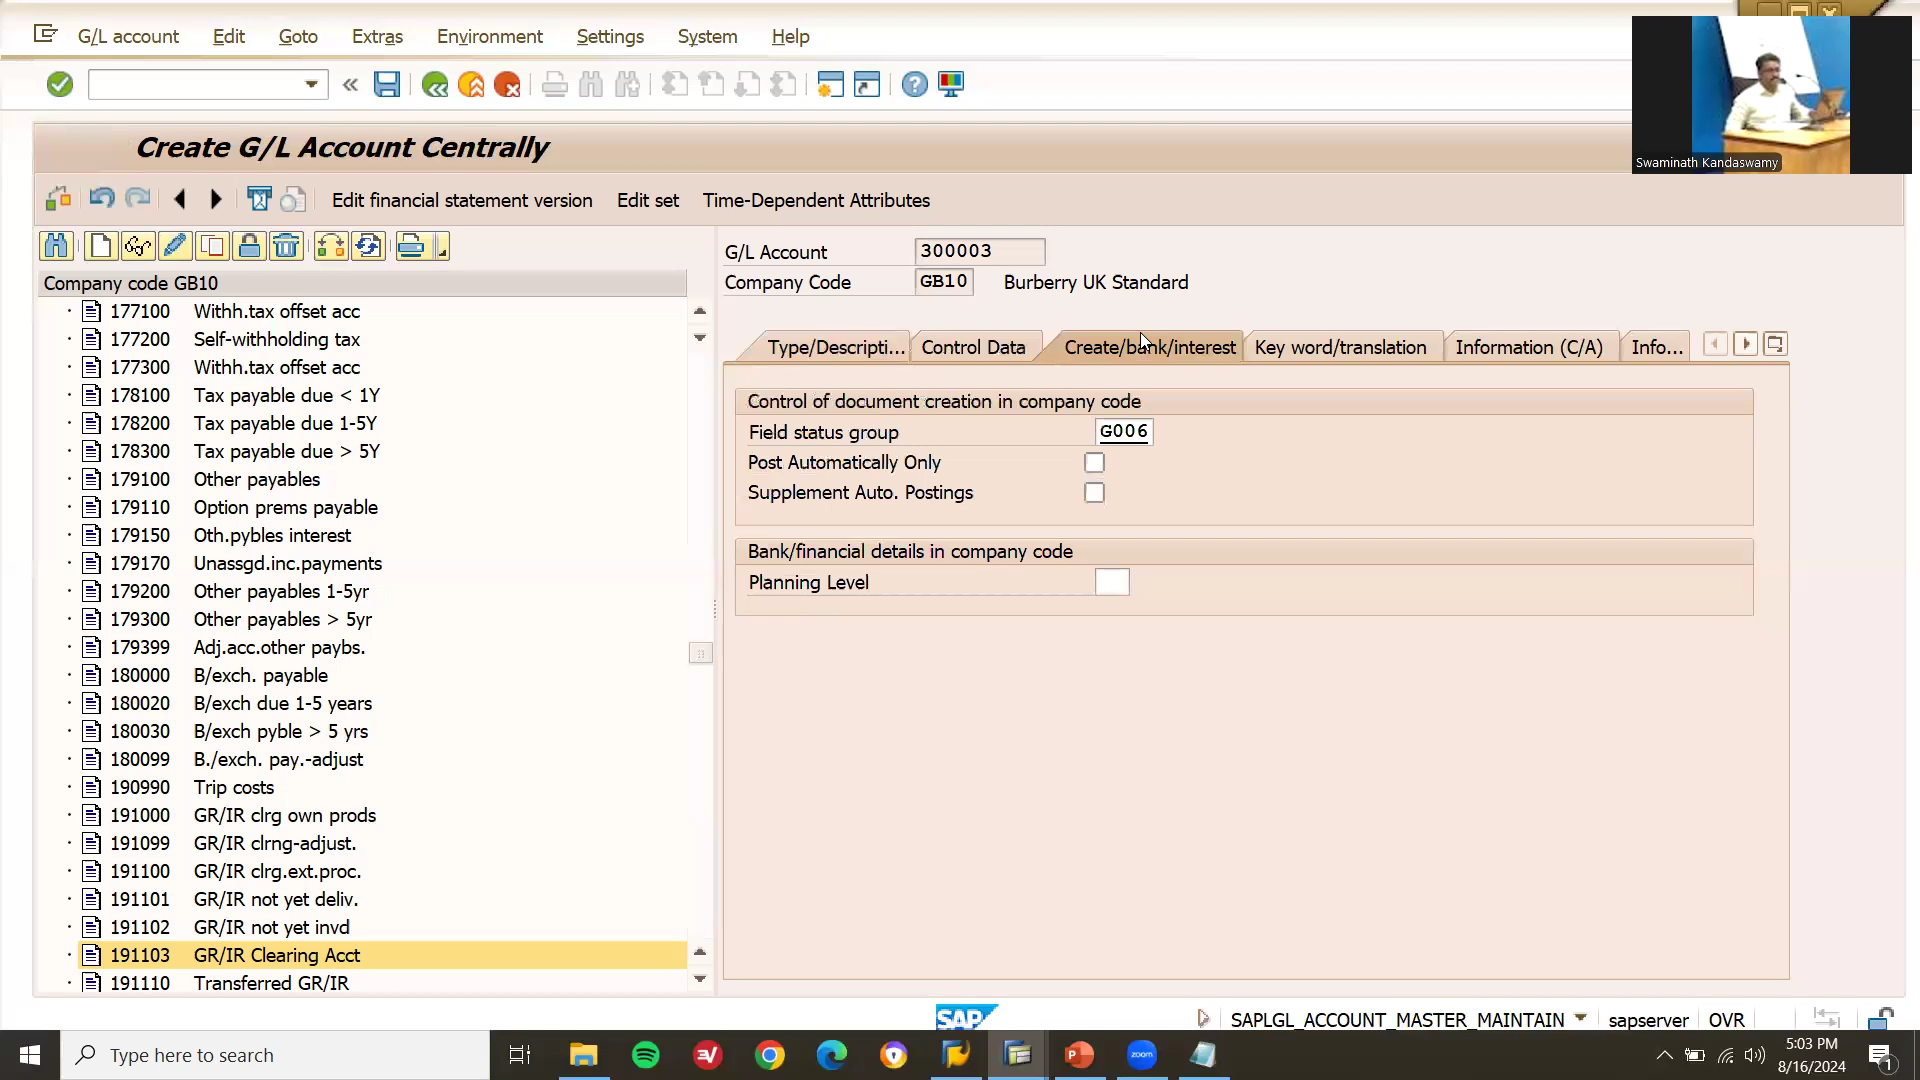 G/L account Edit Goto Extras Environment Settings System Help
Swaminath Kandaswamy
Create G/L Account Centrally
Edit financial statement version Edit set Time-Dependent Attributes
Company code GB10
177100 Withh.tax offset acc
177200 Self-withholding tax
177300 Withh.tax offset acc
178100 Tax payable due < 1Y
178200 Tax payable due 1-5Y
178300 Tax payable due > 5Y
179100 Other payables
179110 Option prems payable
179150 Oth.pybles interest
179170 Unassgd.inc.payments
179200 Other payables 1-5yr
179300 Other payables > 5yr
179399 Adj.acc.other paybs.
180000 B/exch. payable
180020 B/exch due 1-5 years
180030 B/exch pyble > 5 yrs
180099 B./exch. pay.-adjust
190990 Trip costs
191000 GR/IR clrg own prods
191099 GR/IR clrng-adjust.
191100 GR/IR clrg.ext.proc.
191101 GR/IR not yet deliv.
191102 GR/IR not yet invd
191103 GR/IR Clearing Acct
191110 Transferred GR/IR
G/L Account 300003
Company Code GB10 Burberry UK Standard
Type/Descripti... Control Data Create/bank/interest Key word/translation Information (C/A) Info...
Control of document creation in company code
Field status group G006
Post Automatically Only
Supplement Auto. Postings
Bank/financial details in company code
Planning Level
SAP
SAPLGL_ACCOUNT_MASTER_MAINTAIN sapserver OVR
Type here to search
zoom
5:03 PM
8/16/2024
1